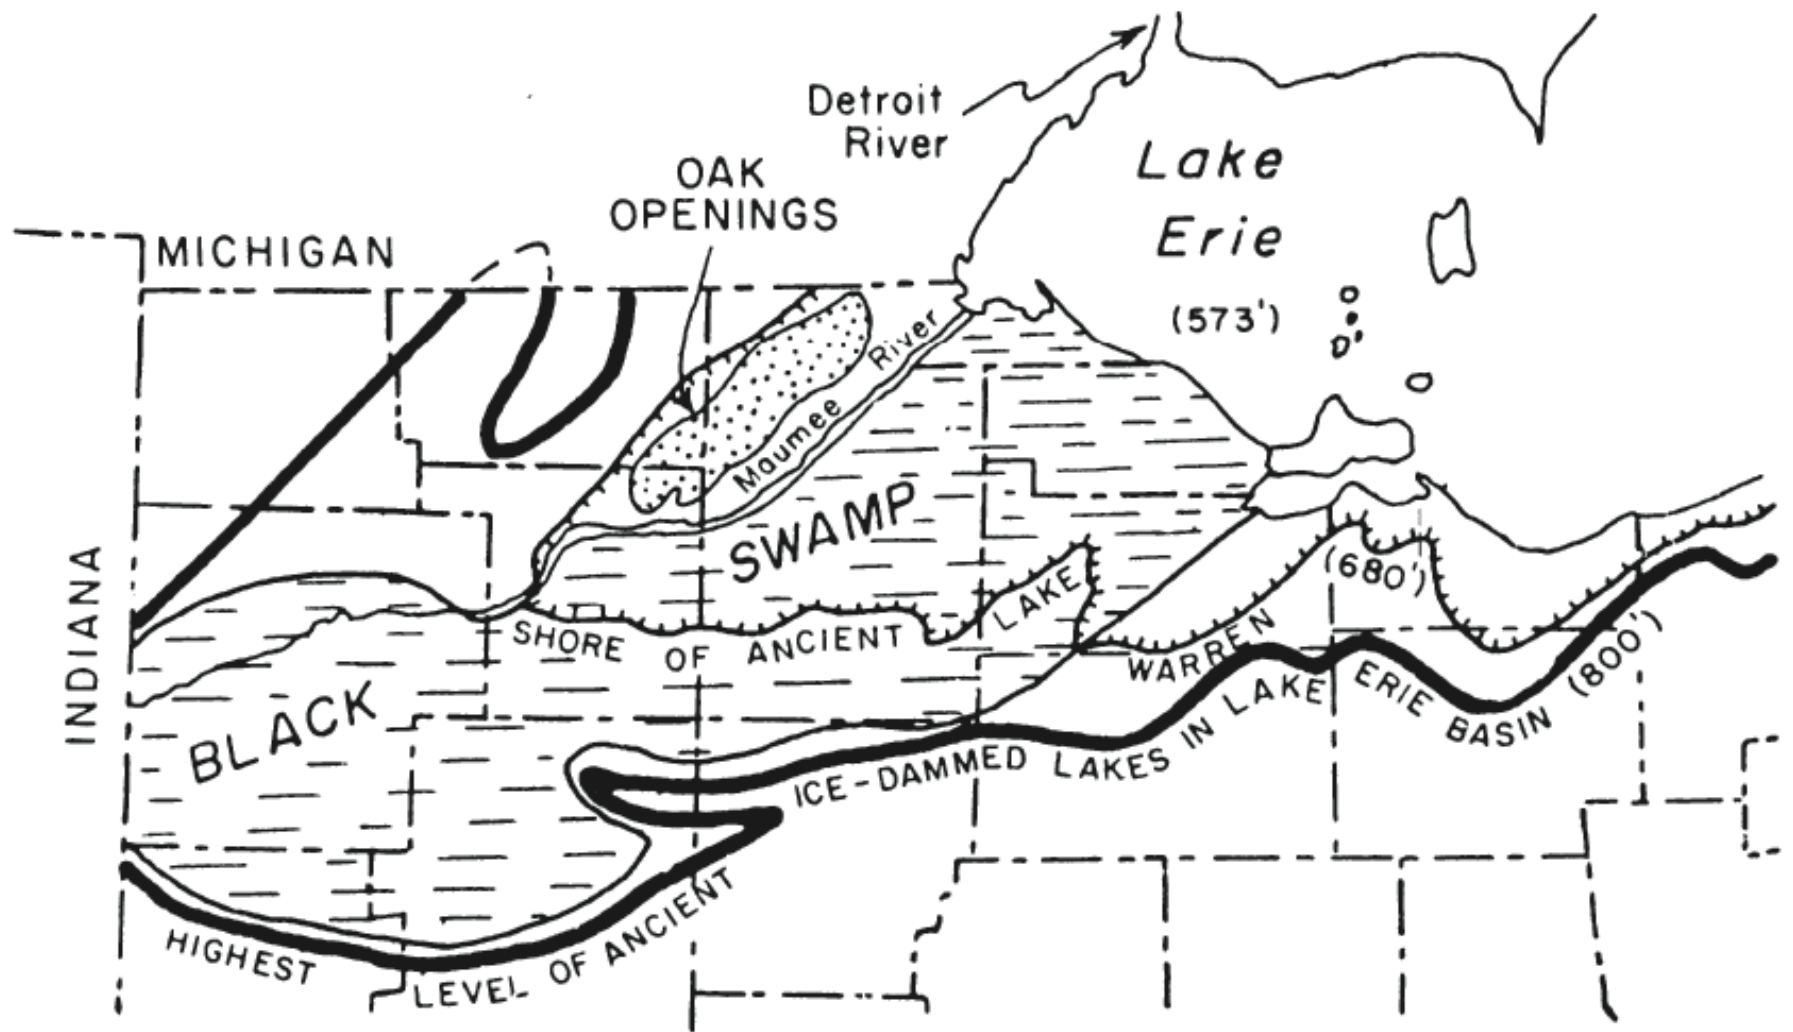 Detroit
River
Lake
Erie
(573')
OAK
OPENINGS
MICHIGAN
Maumee River
SWAMP
INDIANA
SHORE OF ANCIENT LAKE WARREN (680')
BLACK
HIGHEST LEVEL OF ANCIENT ICE-DAMMED LAKES IN LAKE ERIE BASIN (800')